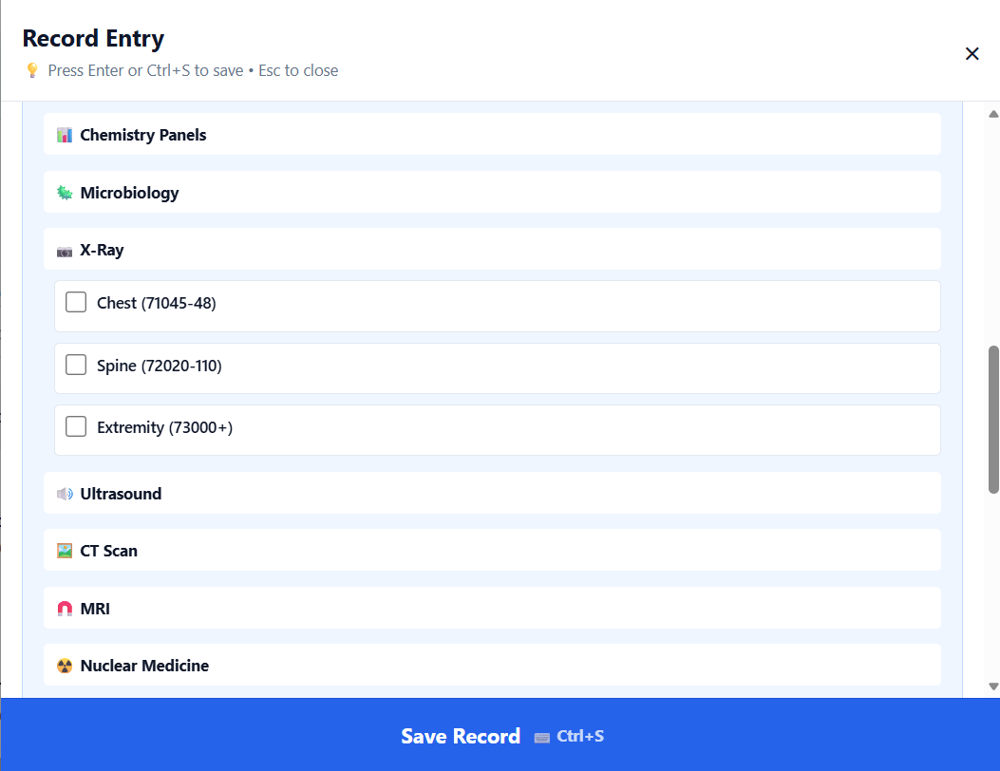 Record Entry
Press Enter or Ctrl+S to save • Esc to close
Chemistry Panels
Microbiology
X-Ray
Chest (71045-48)
Spine (72020-110)
Extremity (73000+)
Ultrasound
CT Scan
MRI
Nuclear Medicine
Save Record Ctrl+S